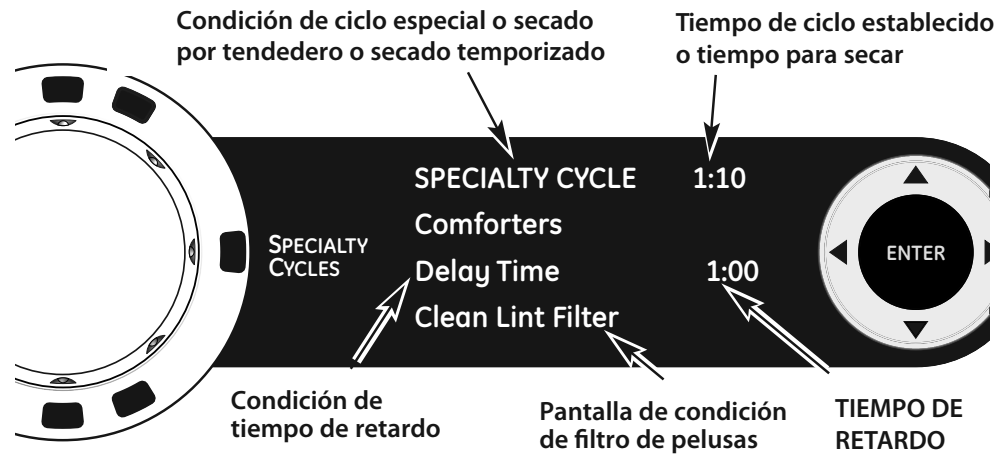 Condición de ciclo especial o secado
por tendedero o secado temporizado
Tiempo de ciclo establecido
o tiempo para secar
SPECIALTY CYCLE 1:10
Comforters
SPECIALTY
CYCLES
Delay Time 1:00
Clean Lint Filter
ENTER
Condición de
tiempo de retardo
Pantalla de condición
de filtro de pelusas
TIEMPO DE
RETARDO